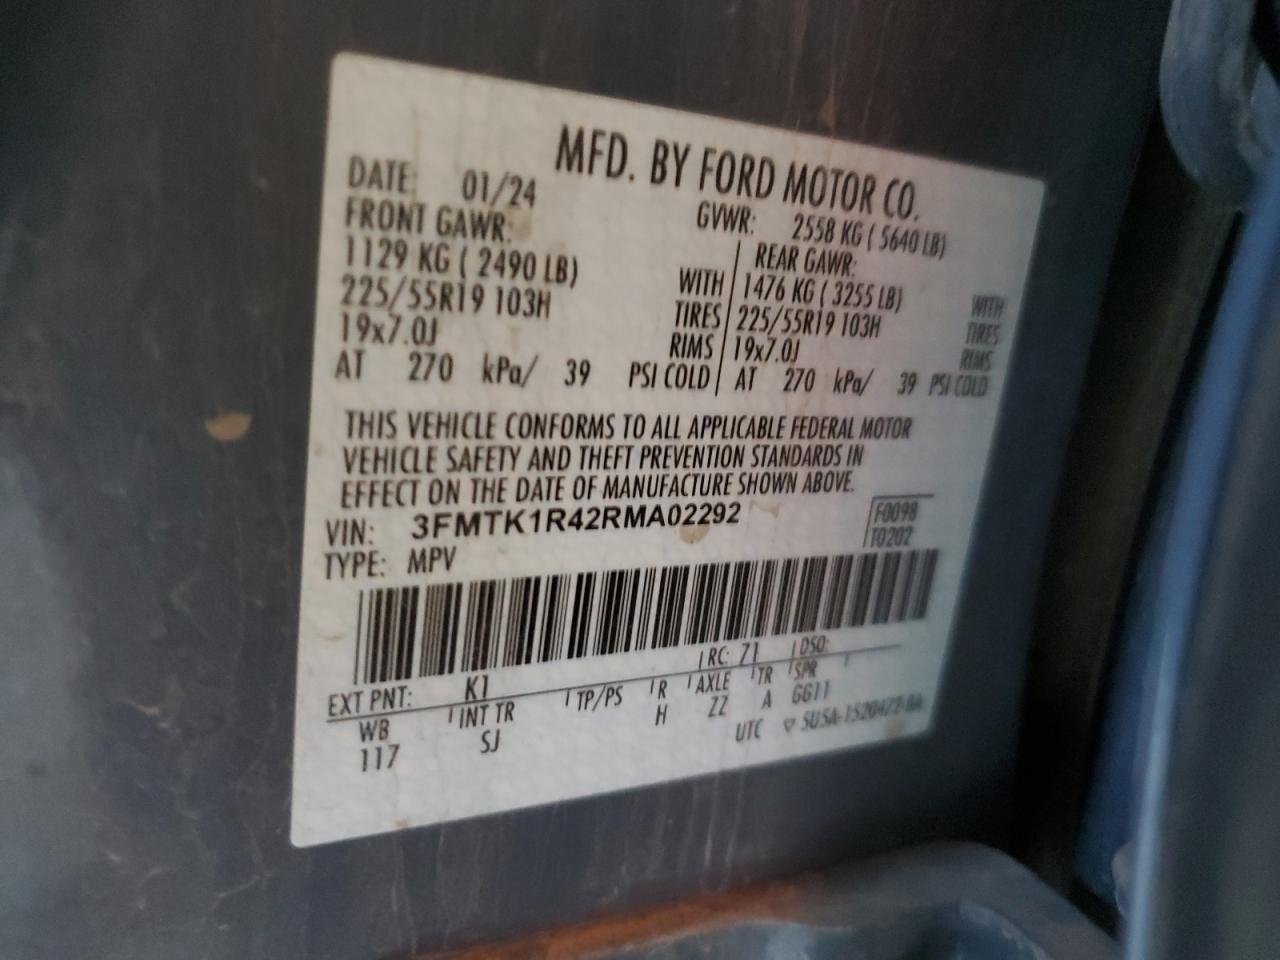 MFD. BY FORD MOTOR CO.
DATE: 01/24
GVWR: 2558 KG ( 5640 LB)
FRONT GAWR:
1129 KG ( 2490 LB) WITH
225/55R19 103H TIRES
19x7.0J RIMS
AT 270 kPa/ 39 PSI COLD
REAR GAWR:
1476 KG ( 3255 LB) WITH
225/55R19 103H TIRES
19x7.0J RIMS
AT 270 kPa/ 39 PSI COLD
THIS VEHICLE CONFORMS TO ALL APPLICABLE FEDERAL MOTOR
VEHICLE SAFETY AND THEFT PREVENTION STANDARDS IN
EFFECT ON THE DATE OF MANUFACTURE SHOWN ABOVE.
VIN: 3FMTK1R42RMA02292
F0098
T0202
TYPE: MPV
EXT PNT: K1 RC: Z1 DSO:
WB INT TR TP/PS R AXLE TR SPR
117 SJ H ZZ A GG11
UTC